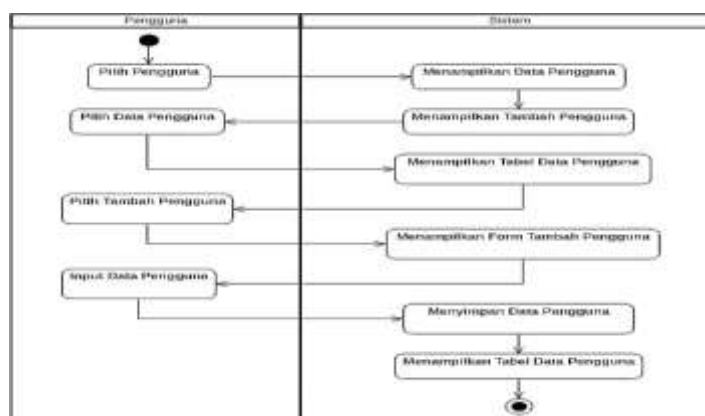 Pengguna
Sistem
Pilih Pengguna
Menampilkan Data Pengguna
Pilih Data Pengguna
Menampilkan Tambah Pengguna
Menampilkan Tabel Data Pengguna
Pilih Tambah Pengguna
Menampilkan Form Tambah Pengguna
Input Data Pengguna
Menyimpan Data Pengguna
Menampilkan Tabel Data Pengguna